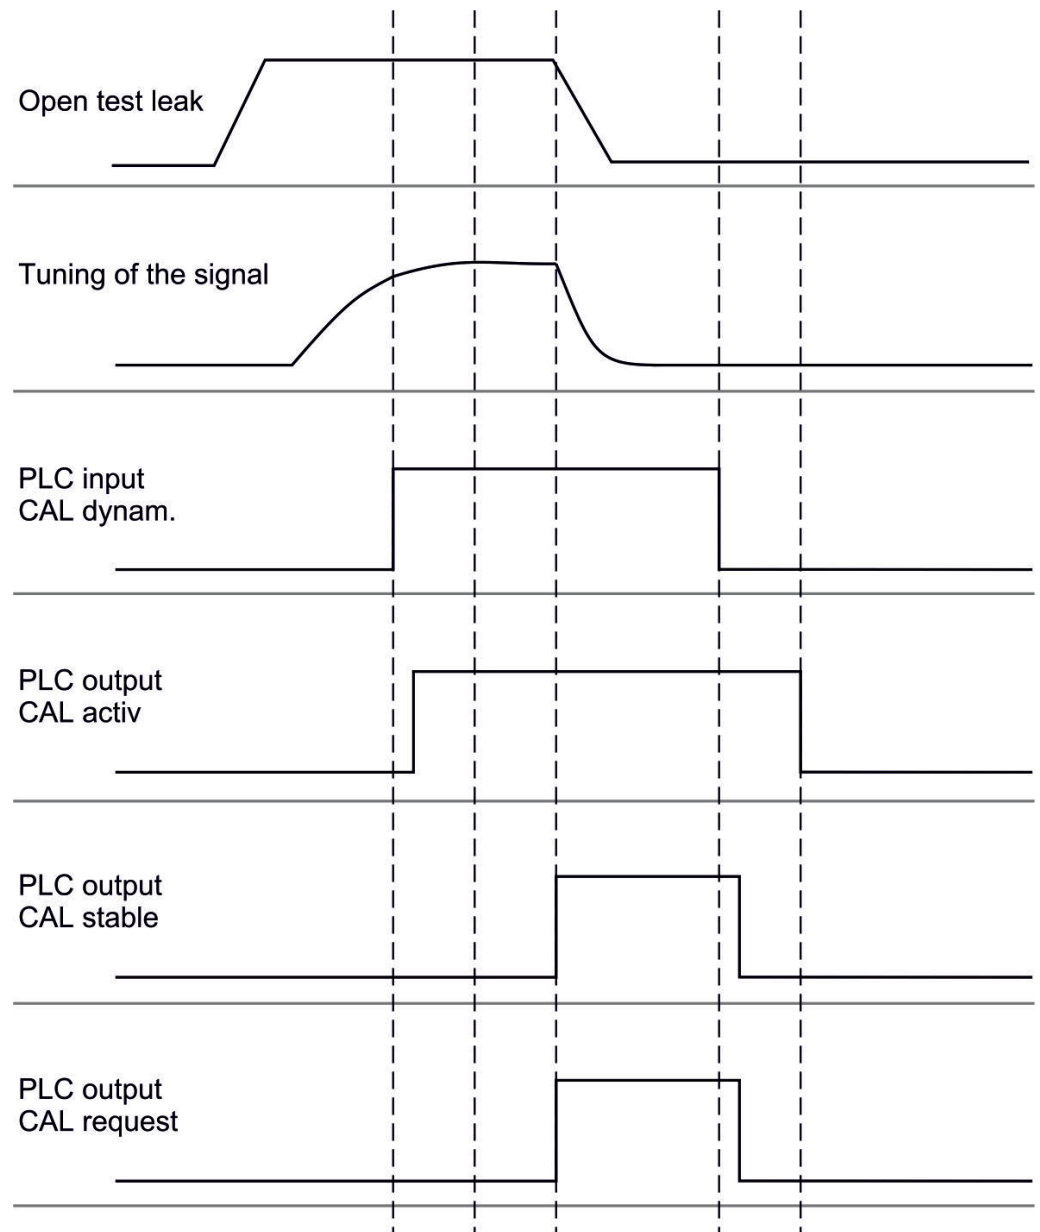 Open test leak
Tuning of the signal
PLC input
CAL dynam.
PLC output
CAL activ
PLC output
CAL stable
PLC output
CAL request